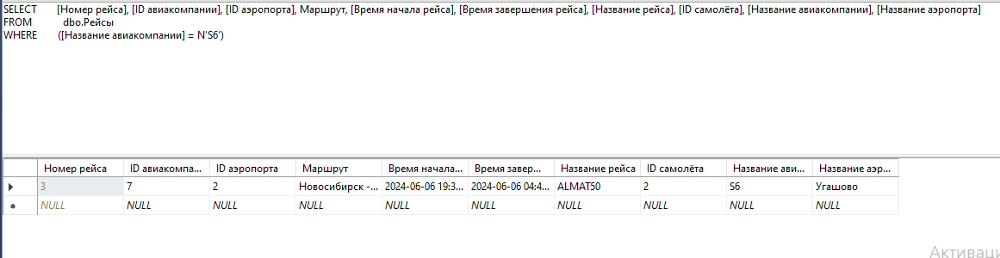 SELECT [Номер рейса], [ID авиакомпании], [ID аэропорта], Маршрут, [Время начала рейса], [Время завершения рейса], [Название рейса], [ID самолёта], [Название авиакомпании], [Название аэропорта]
FROM dbo.Рейсы
WHERE ([Название авиакомпании] = N'S6')
Номер рейса ID авиакомпа... ID аэропорта Маршрут Время начала... Время завер... Название рейса ID самолёта Название ави... Название аэр...
3 7 2 Новосибирск -... 2024-06-06 19:3... 2024-06-06 04:4... ALMAT50 2 S6 Угашово
NULL NULL NULL NULL NULL NULL NULL NULL NULL NULL
Активаци